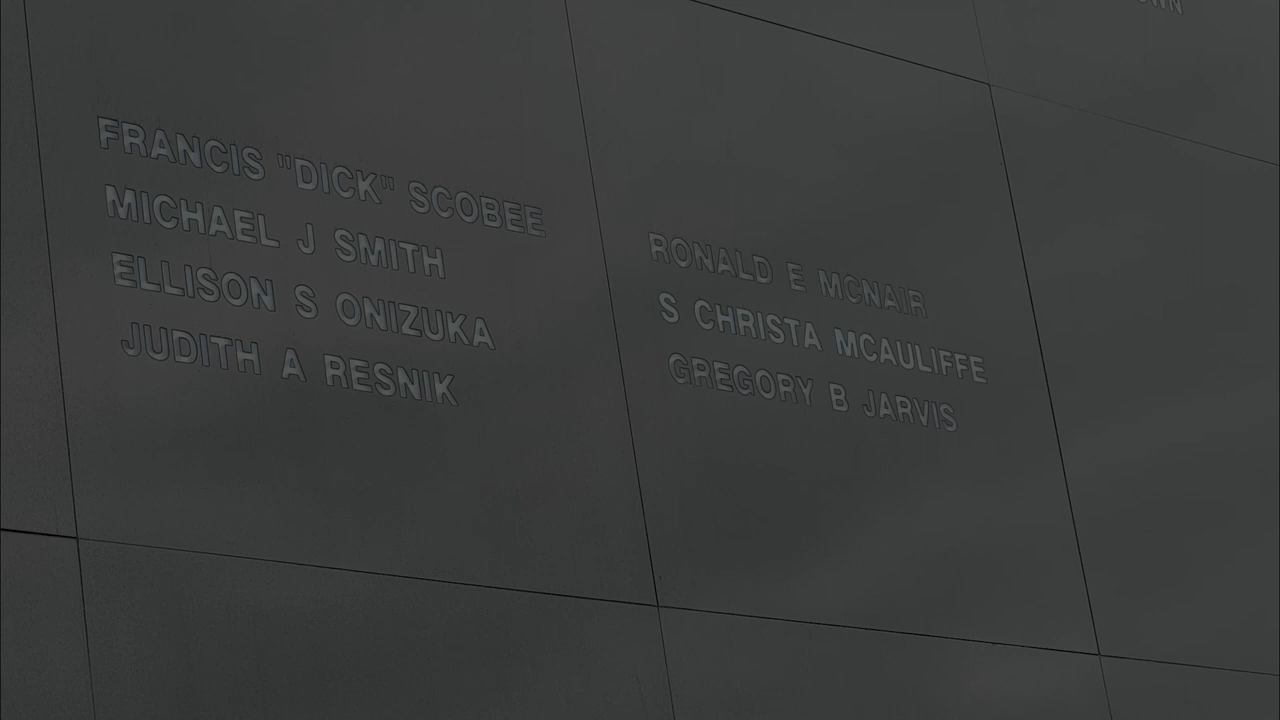 FRANCIS "DICK" SCOBEE
MICHAEL J SMITH
ELLISON S ONIZUKA
JUDITH A RESNIK
RONALD E MCNAIR
S CHRISTA MCAULIFFE
GREGORY B JARVIS